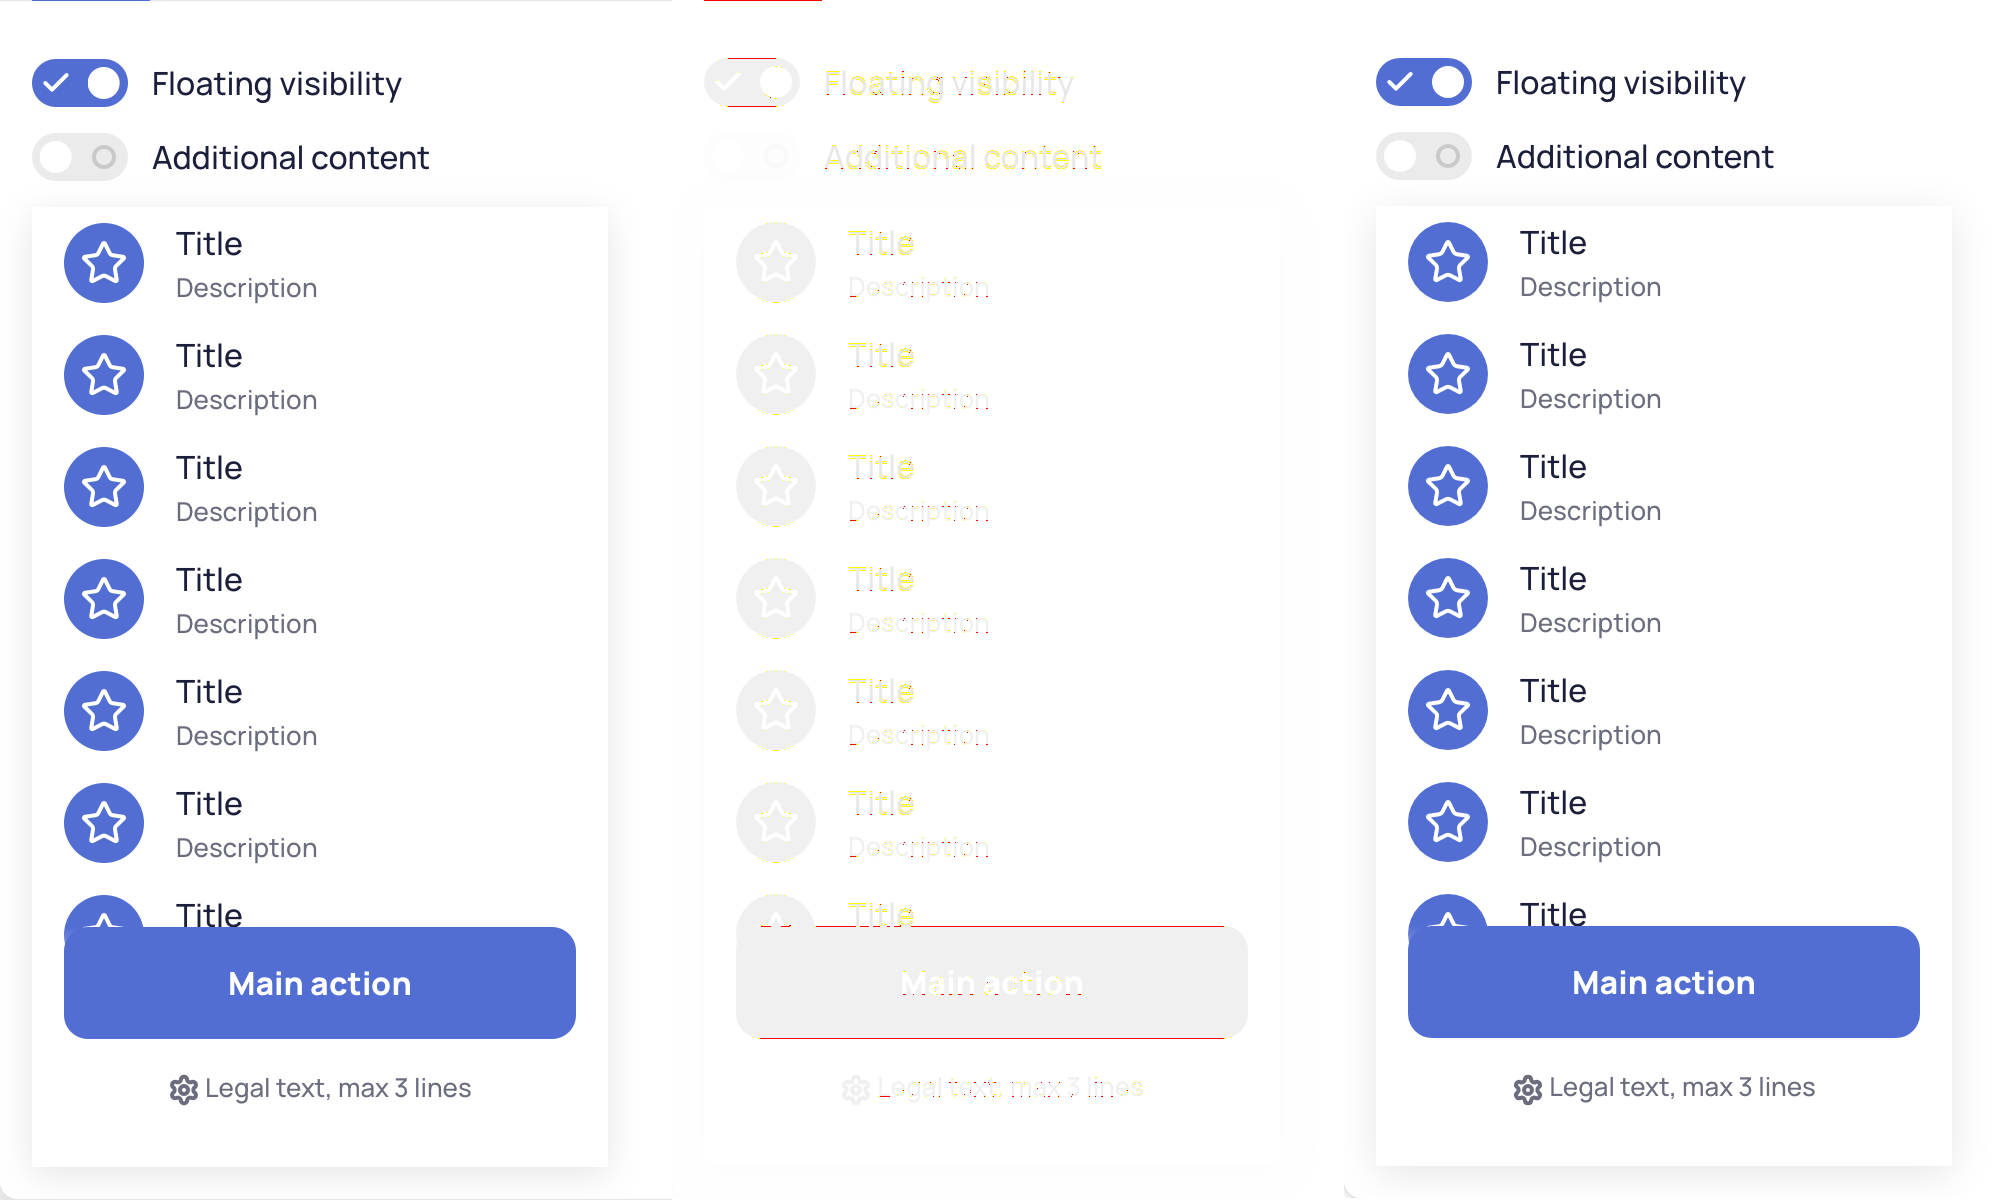 Floating visibility
Additional content
Title
Description
Title
Description
Title
Description
Title
Description
Title
Description
Title
Description
Title
Main action
Legal text, max 3 lines
Floating visibility
Additional content
Title
Description
Title
Description
Title
Description
Title
Description
Title
Description
Title
Description
Title
Main action
Legal text, max 3 lines
Floating visibility
Additional content
Title
Description
Title
Description
Title
Description
Title
Description
Title
Description
Title
Description
Title
Main action
Legal text, max 3 lines